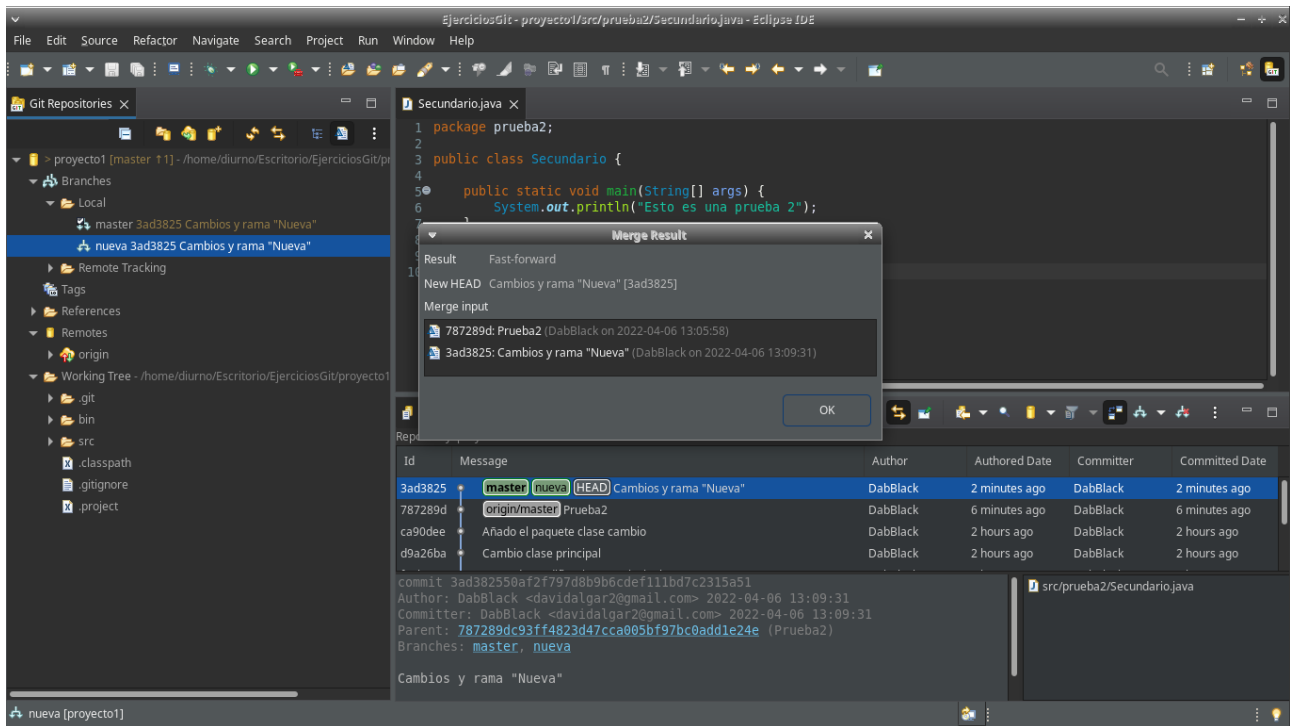 EjerciciosGit - proyecto1/src/prueba2/Secundario.java - Eclipse IDE
File Edit Source Refactor Navigate Search Project Run Window Help
Git Repositories
> proyecto1 [master ↑1] - /home/diurno/Escritorio/EjerciciosGit/pr
Branches
Local
master 3ad3825 Cambios y rama "Nueva"
nueva 3ad3825 Cambios y rama "Nueva"
Remote Tracking
Tags
References
Remotes
origin
Working Tree - /home/diurno/Escritorio/EjerciciosGit/proyecto1
.git
bin
src
.classpath
.gitignore
.project
Secundario.java
1 package prueba2;
2
3 public class Secundario {
4
5 public static void main(String[] args) {
6 System.out.println("Esto es una prueba 2");
Merge Result
Result Fast-forward
New HEAD Cambios y rama "Nueva" [3ad3825]
Merge input
787289d: Prueba2 (DabBlack on 2022-04-06 13:05:58)
3ad3825: Cambios y rama "Nueva" (DabBlack on 2022-04-06 13:09:31)
OK
Id Message Author Authored Date Committer Committed Date
3ad3825 master nueva HEAD Cambios y rama "Nueva" DabBlack 2 minutes ago DabBlack 2 minutes ago
787289d origin/master Prueba2 DabBlack 6 minutes ago DabBlack 6 minutes ago
ca90dee Añado el paquete clase cambio DabBlack 2 hours ago DabBlack 2 hours ago
d9a26ba Cambio clase principal DabBlack 2 hours ago DabBlack 2 hours ago
commit 3ad382550af2f797d8b9b6cdef111bd7c2315a51
Author: DabBlack <davidalgar2@gmail.com> 2022-04-06 13:09:31
Committer: DabBlack <davidalgar2@gmail.com> 2022-04-06 13:09:31
Parent: 787289dc93ff4823d47cca005bf97bc0add1e24e (Prueba2)
Branches: master, nueva
Cambios y rama "Nueva"
src/prueba2/Secundario.java
nueva [proyecto1]